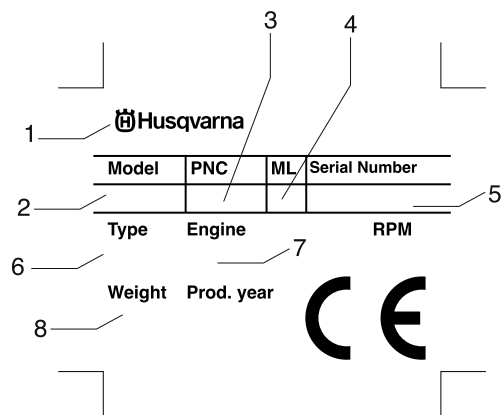 3 4
1 Husqvarna
Model PNC ML Serial Number
2 5
Type Engine RPM
6 7
Weight Prod. year
8 CE